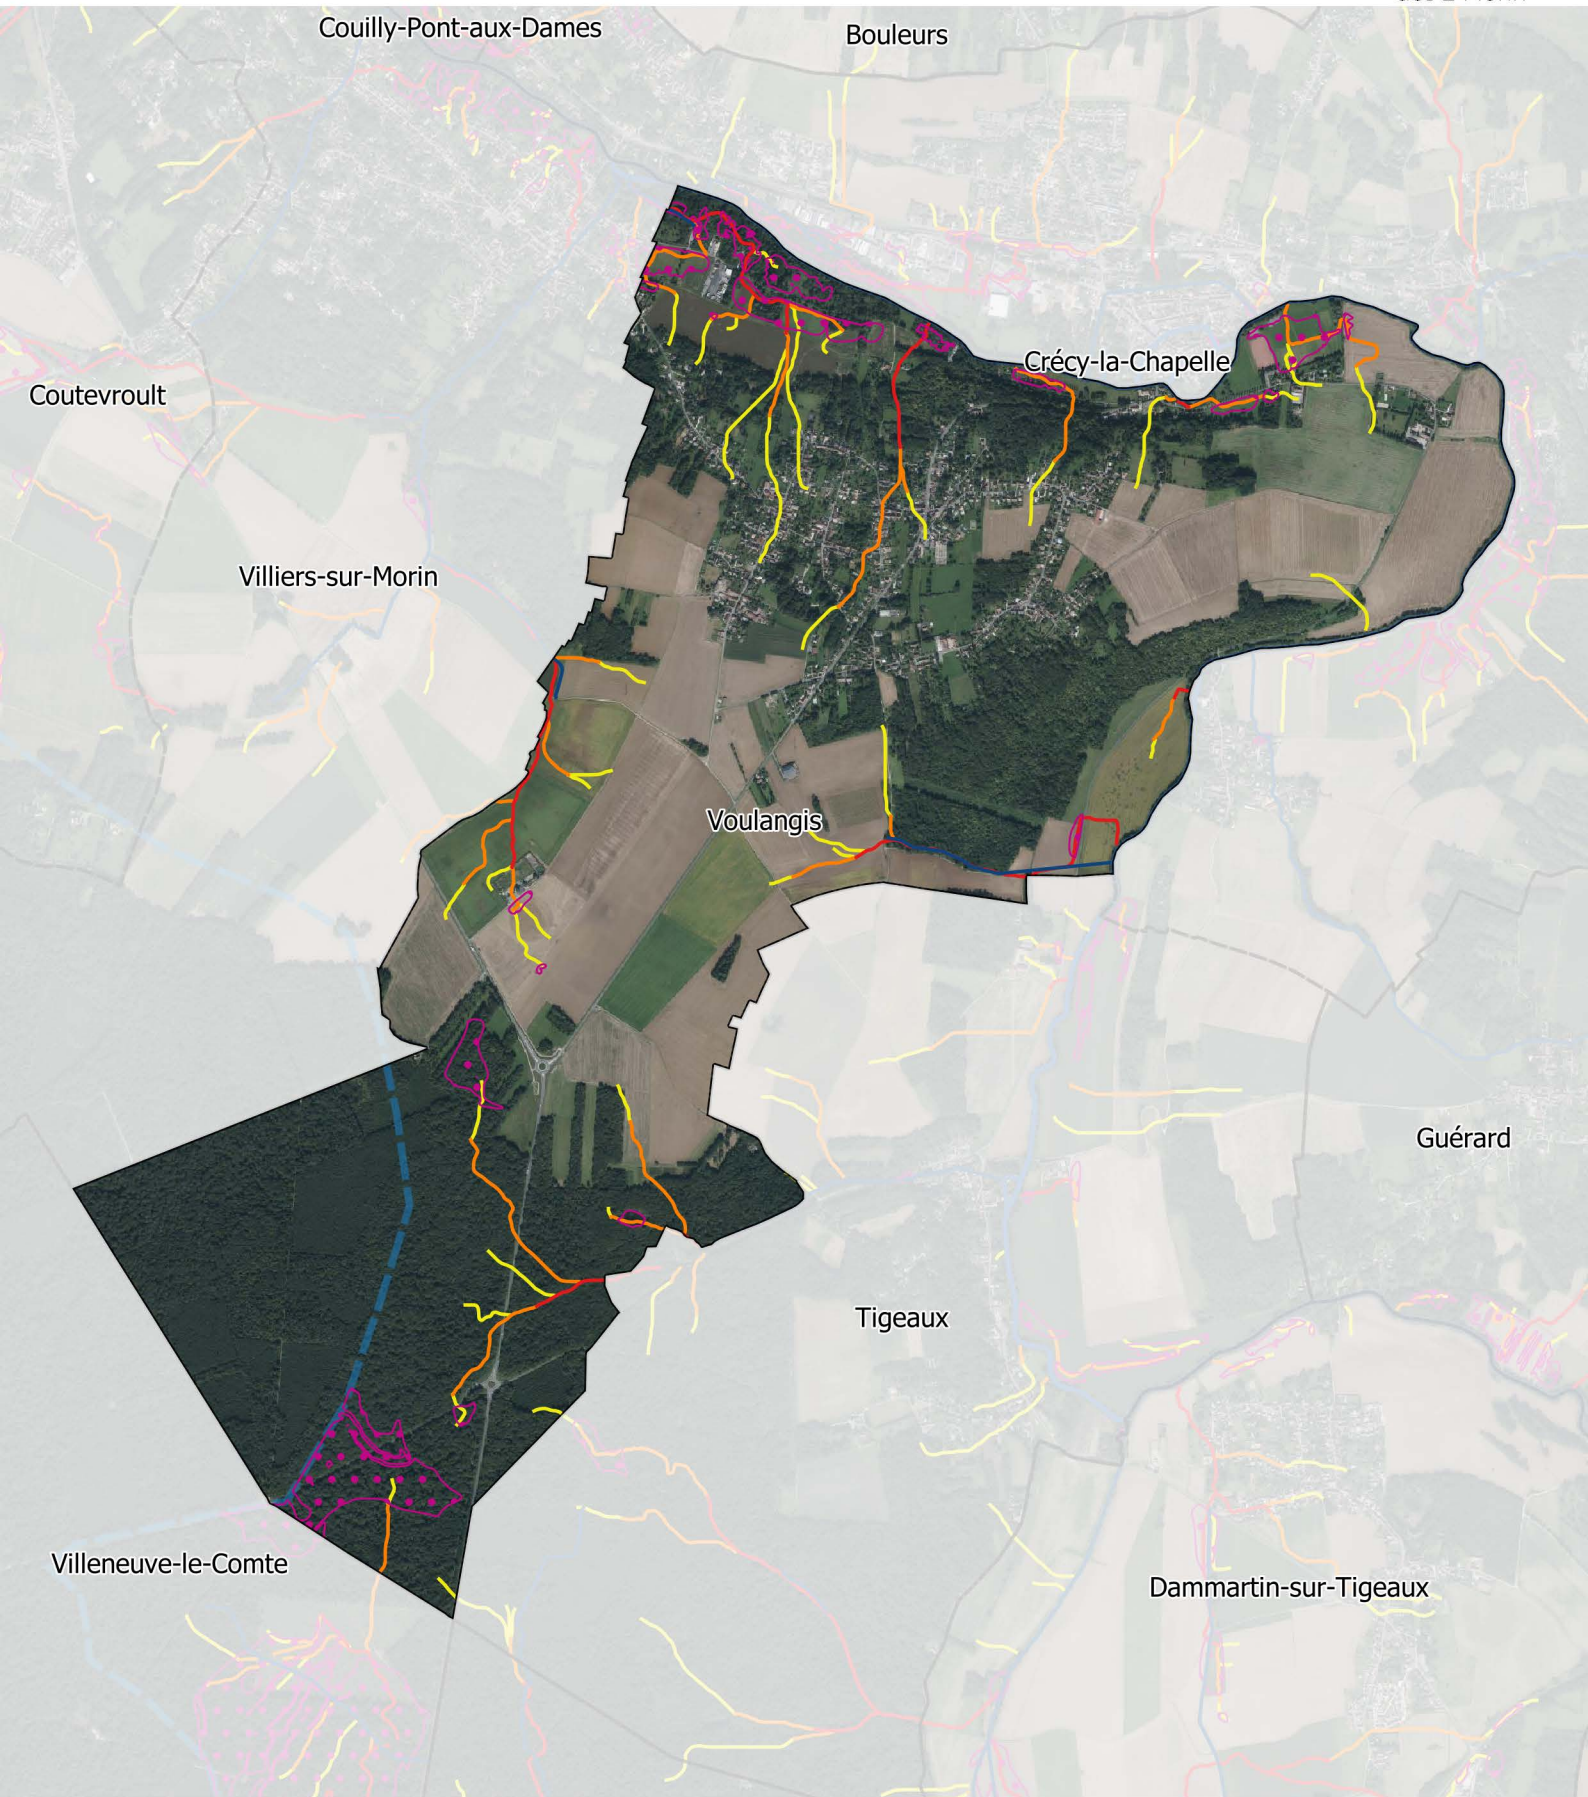 Couilly-Pont-aux-Dames
Bouleurs
Crécy-la-Chapelle
Coutevroult
Villiers-sur-Morin
Voulangis
Guérard
Tigeaux
Villeneuve-le-Comte
Dammartin-sur-Tigeaux